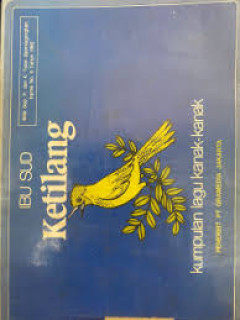 IBU SUD
Ketilang
kumpulan lagu kanak-kanak
PENERBIT PT GRAMEDIA JAKARTA